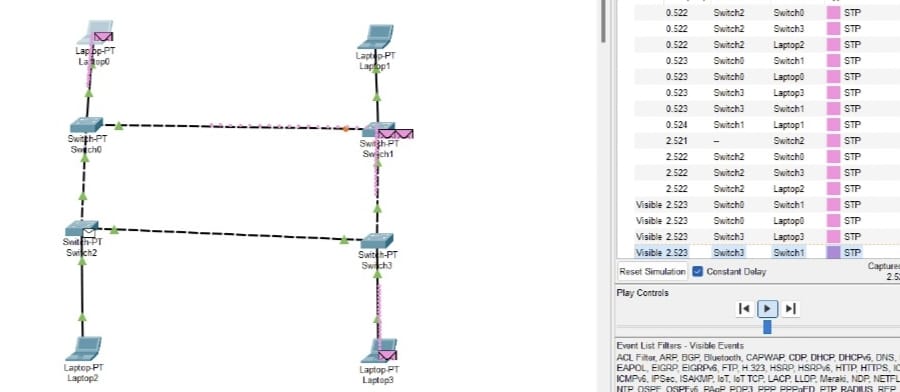 Laptop-PT
Laptop0
Laptop-PT
Laptop1
Switch-PT
Switch0
Switch-PT
Switch1
Switch-PT
Switch2
Switch-PT
Switch3
Laptop-PT
Laptop2
Laptop-PT
Laptop3
0.522 Switch2 Switch0 STP
0.522 Switch2 Switch3 STP
0.522 Switch2 Laptop2 STP
0.523 Switch0 Switch1 STP
0.523 Switch0 Laptop0 STP
0.523 Switch3 Laptop3 STP
0.523 Switch3 Switch1 STP
0.524 Switch1 Laptop1 STP
2.521 -- Switch2 STP
2.522 Switch2 Switch0 STP
2.522 Switch2 Switch3 STP
2.522 Switch2 Laptop2 STP
Visible 2.523 Switch0 Switch1 STP
Visible 2.523 Switch0 Laptop0 STP
Visible 2.523 Switch3 Laptop3 STP
Visible 2.523 Switch3 Switch1 STP
Reset Simulation Constant Delay Capture
2.5
Play Controls
Event List Filters - Visible Events
ACL Filter, ARP, BGP, Bluetooth, CAPWAP, CDP, DHCP, DHCPv6, DNS,
EAPOL, EIGRP, EIGRPv6, FTP, H.323, HSRP, HSRPv6, HTTP, HTTPS,
ICMPv6, IPSec, ISAKMP, IoT, IoT TCP, LACP, LLDP, Meraki, NDP,
NTP, OSPF, OSPFv6, PAgP, POP3, PPP, PPPoED, PTP, RADIUS, REP,